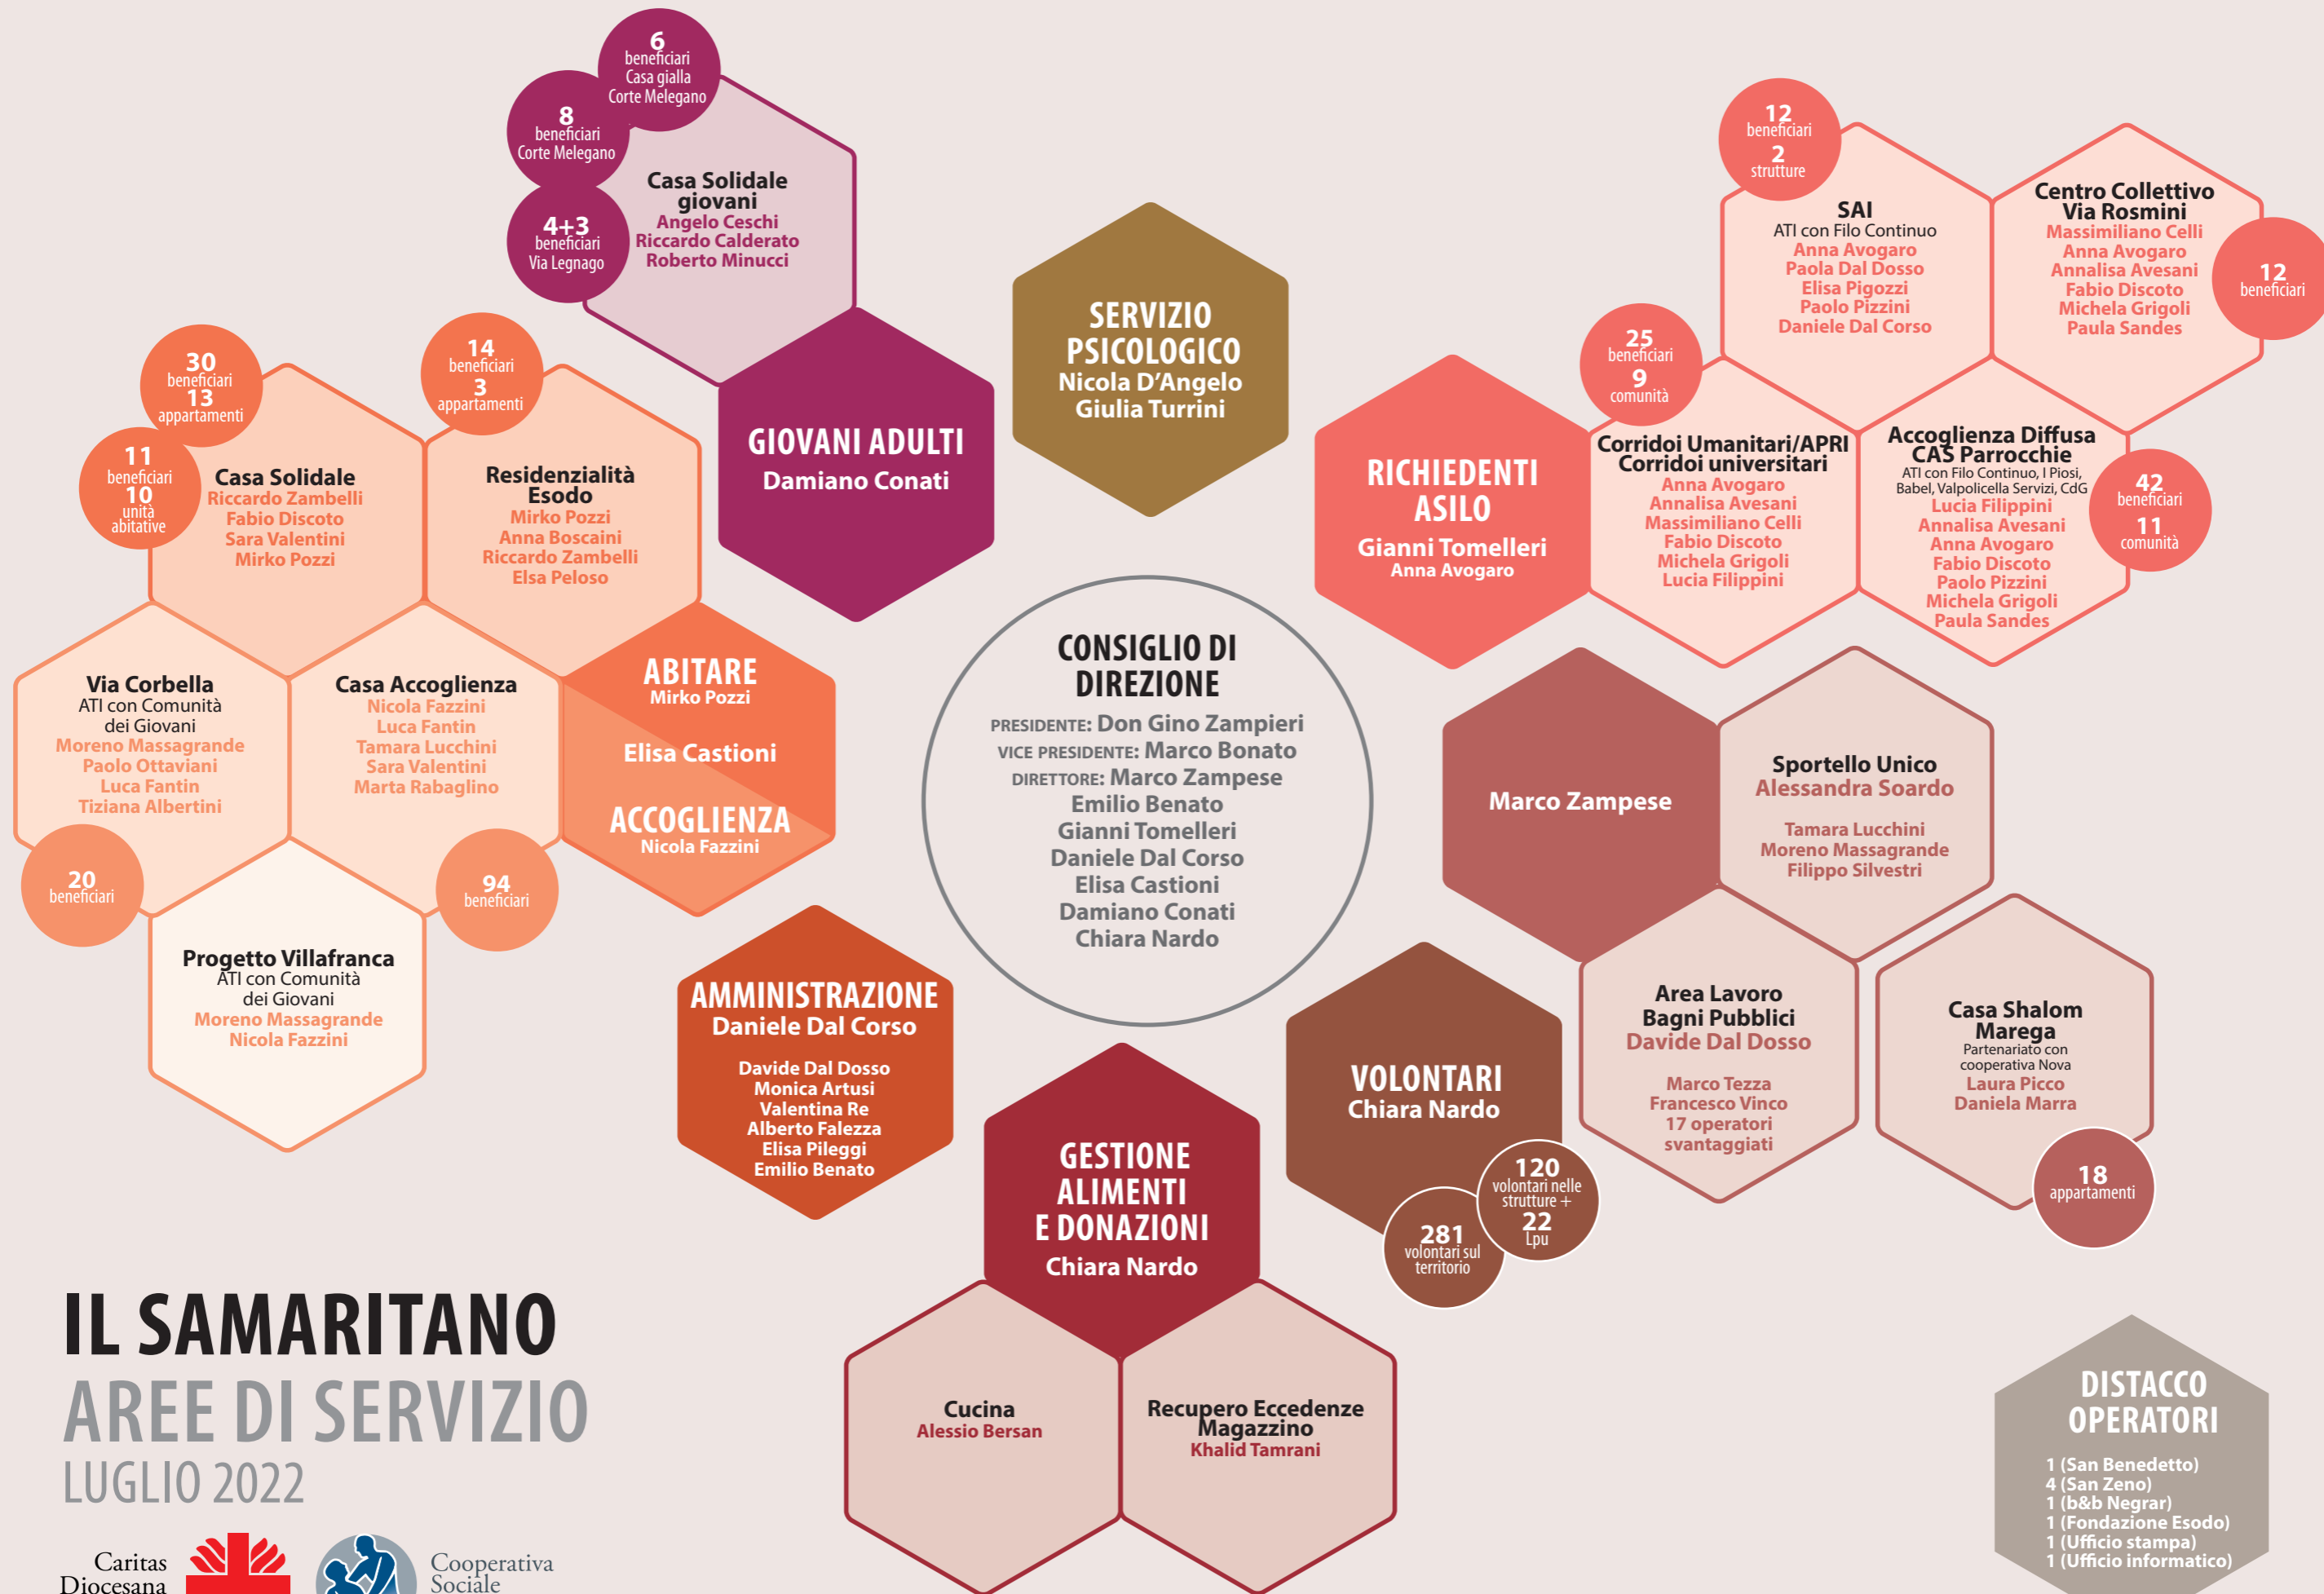 6
beneficiari
Casa gialla
Corte Melegano
8
beneficiari
Corte Melegano
4+3
beneficiari
Via Legnago
Casa Solidale
giovani
Angelo Ceschi
Riccardo Calderato
Roberto Minucci
GIOVANI ADULTI
Damiano Conati
SERVIZIO
PSICOLOGICO
Nicola D’Angelo
Giulia Turrini
12
beneficiari
2
strutture
SAI
ATI con Filo Continuo
Anna Avogaro
Paola Dal Dosso
Elisa Pigozzi
Paolo Pizzini
Daniele Dal Corso
Centro Collettivo
Via Rosmini
Massimiliano Celli
Anna Avogaro
Annalisa Avesani
Fabio Discoto
Michela Grigoli
Paula Sandes
12
beneficiari
25
beneficiari
9
comunità
RICHIEDENTI
ASILO
Gianni Tomelleri
Anna Avogaro
Corridoi Umanitari/APRI
Corridoi universitari
Anna Avogaro
Annalisa Avesani
Massimiliano Celli
Fabio Discoto
Michela Grigoli
Lucia Filippini
Accoglienza Diffusa
CAS Parrocchie
ATI con Filo Continuo, I Piosi,
Babel, Valpolicella Servizi, CdG
Lucia Filippini
Annalisa Avesani
Anna Avogaro
Fabio Discoto
Paolo Pizzini
Michela Grigoli
Paula Sandes
42
beneficiari
11
comunità
30
beneficiari
13
appartamenti
11
beneficiari
10
unità
abitative
Casa Solidale
Riccardo Zambelli
Fabio Discoto
Sara Valentini
Mirko Pozzi
14
beneficiari
3
appartamenti
Residenzialità
Esodo
Mirko Pozzi
Anna Boscaini
Riccardo Zambelli
Elsa Peloso
Via Corbella
ATI con Comunità
dei Giovani
Moreno Massagrande
Paolo Ottaviani
Luca Fantin
Tiziana Albertini
20
beneficiari
Casa Accoglienza
Nicola Fazzini
Luca Fantin
Tamara Lucchini
Sara Valentini
Marta Rabaglino
94
beneficiari
ABITARE
Mirko Pozzi
Elisa Castioni
ACCOGLIENZA
Nicola Fazzini
Progetto Villafranca
ATI con Comunità
dei Giovani
Moreno Massagrande
Nicola Fazzini
CONSIGLIO DI
DIREZIONE
PRESIDENTE: Don Gino Zampieri
VICE PRESIDENTE: Marco Bonato
DIRETTORE: Marco Zampese
Emilio Benato
Gianni Tomelleri
Daniele Dal Corso
Elisa Castioni
Damiano Conati
Chiara Nardo
Marco Zampese
Sportello Unico
Alessandra Soardo
Tamara Lucchini
Moreno Massagrande
Filippo Silvestri
Area Lavoro
Bagni Pubblici
Davide Dal Dosso
Marco Tezza
Francesco Vinco
17 operatori
svantaggiati
Casa Shalom
Marega
Partenariato con
cooperativa Nova
Laura Picco
Daniela Marra
18
appartamenti
AMMINISTRAZIONE
Daniele Dal Corso
Davide Dal Dosso
Monica Artusi
Valentina Re
Alberto Falezza
Elisa Pileggi
Emilio Benato
VOLONTARI
Chiara Nardo
120
volontari nelle
strutture +
22
Lpu
281
volontari sul
territorio
GESTIONE
ALIMENTI
E DONAZIONI
Chiara Nardo
Cucina
Alessio Bersan
Recupero Eccedenze
Magazzino
Khalid Tamrani
DISTACCO
OPERATORI
1 (San Benedetto)
4 (San Zeno)
1 (b&b Negrar)
1 (Fondazione Esodo)
1 (Ufficio stampa)
1 (Ufficio informatico)
IL SAMARITANO
AREE DI SERVIZIO
LUGLIO 2022
Caritas
Diocesana
Cooperativa
Sociale